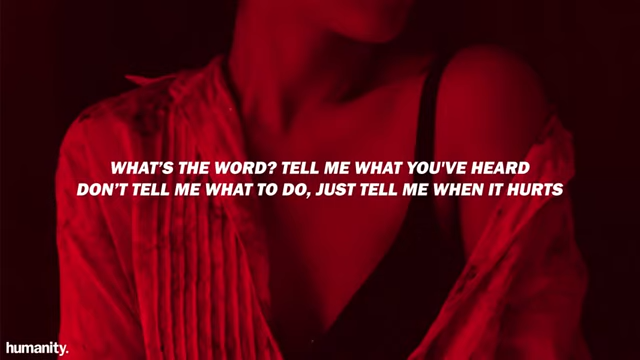 WHAT'S THE WORD? TELL ME WHAT YOU'VE HEARD
DON'T TELL ME WHAT TO DO, JUST TELL ME WHEN IT HURTS
humanity.